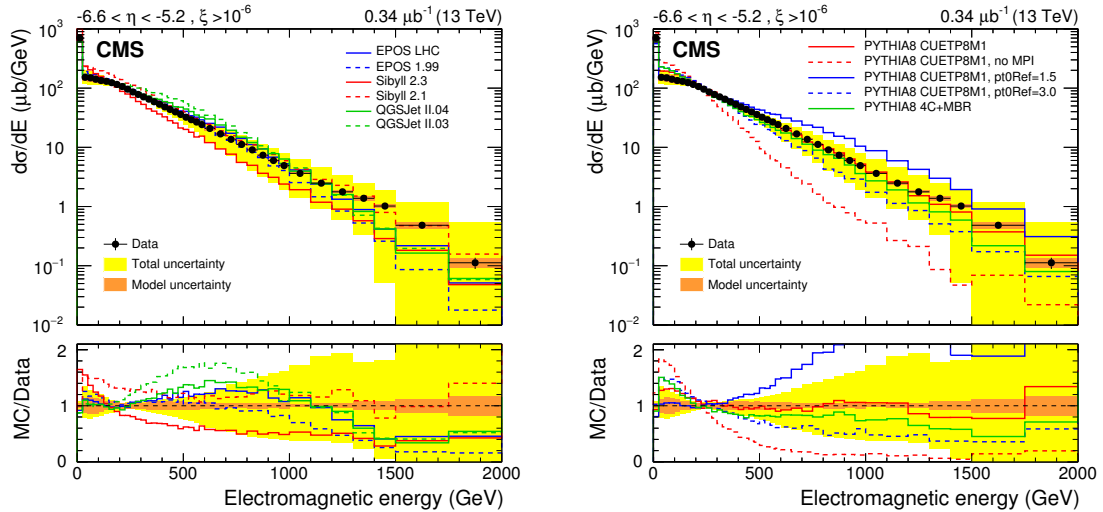 -6.6 < η < -5.2, ξ >10⁻⁶ 0.34 μb⁻¹ (13 TeV)
CMS
EPOS LHC
EPOS 1.99
Sibyll 2.3
Sibyll 2.1
QGSJet II.04
QGSJet II.03
dσ/dE (μb/GeV)
10³
10²
10
1
10⁻¹
10⁻²
Data
Total uncertainty
Model uncertainty
MC/Data
2
1
0
0 500 1000 1500 2000
Electromagnetic energy (GeV)
-6.6 < η < -5.2, ξ >10⁻⁶ 0.34 μb⁻¹ (13 TeV)
CMS
PYTHIA8 CUETP8M1
PYTHIA8 CUETP8M1, no MPI
PYTHIA8 CUETP8M1, pt0Ref=1.5
PYTHIA8 CUETP8M1, pt0Ref=3.0
PYTHIA8 4C+MBR
dσ/dE (μb/GeV)
10³
10²
10
1
10⁻¹
10⁻²
Data
Total uncertainty
Model uncertainty
MC/Data
2
1
0
0 500 1000 1500 2000
Electromagnetic energy (GeV)